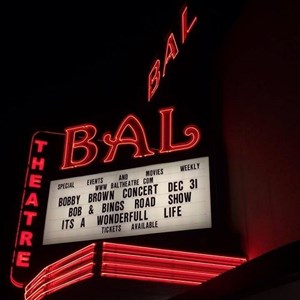 BAL
BAL
THEATRE
SPECIAL EVENTS AND MOVIES WEEKLY
WWW BALTHEATRE COM
BOBBY BROWN CONCERT DEC 31
BOB & BINGS ROAD SHOW
ITS A WONDERFULL LIFE
TICKETS AVAILABLE